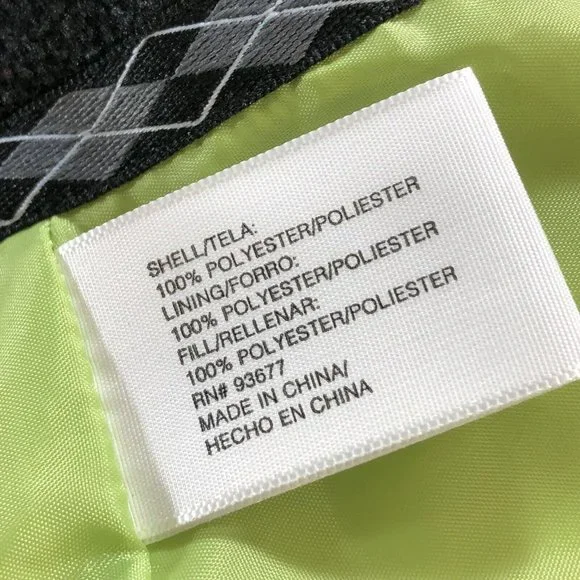 SHELL/TELA:
100% POLYESTER/POLIESTER
LINING/FORRO:
100% POLYESTER/POLIESTER
FILL/RELLENAR:
100% POLYESTER/POLIESTER
RN# 93677
MADE IN CHINA/
HECHO EN CHINA